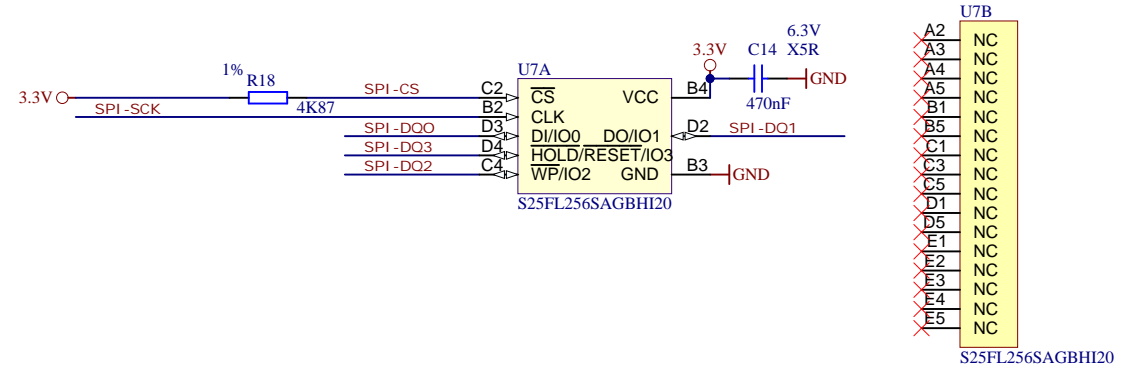 U7B
6.3V
3.3V C14 X5R
U7A
1% R18
3.3V SPI-CS C2 CS VCC B4 GND
4K87 470nF
SPI-SCK B2 CLK
SPI-DQ0 D3 DI/IO0 DO/IO1 D2 SPI-DQ1
SPI-DQ3 D4 HOLD/RESET/IO3
SPI-DQ2 C4 WP/IO2 GND B3 GND
S25FL256SAGBHI20
A2 NC
A3 NC
A4 NC
A5 NC
B1 NC
B5 NC
C1 NC
C3 NC
C5 NC
D1 NC
D5 NC
E1 NC
E2 NC
E3 NC
E4 NC
E5 NC
S25FL256SAGBHI20